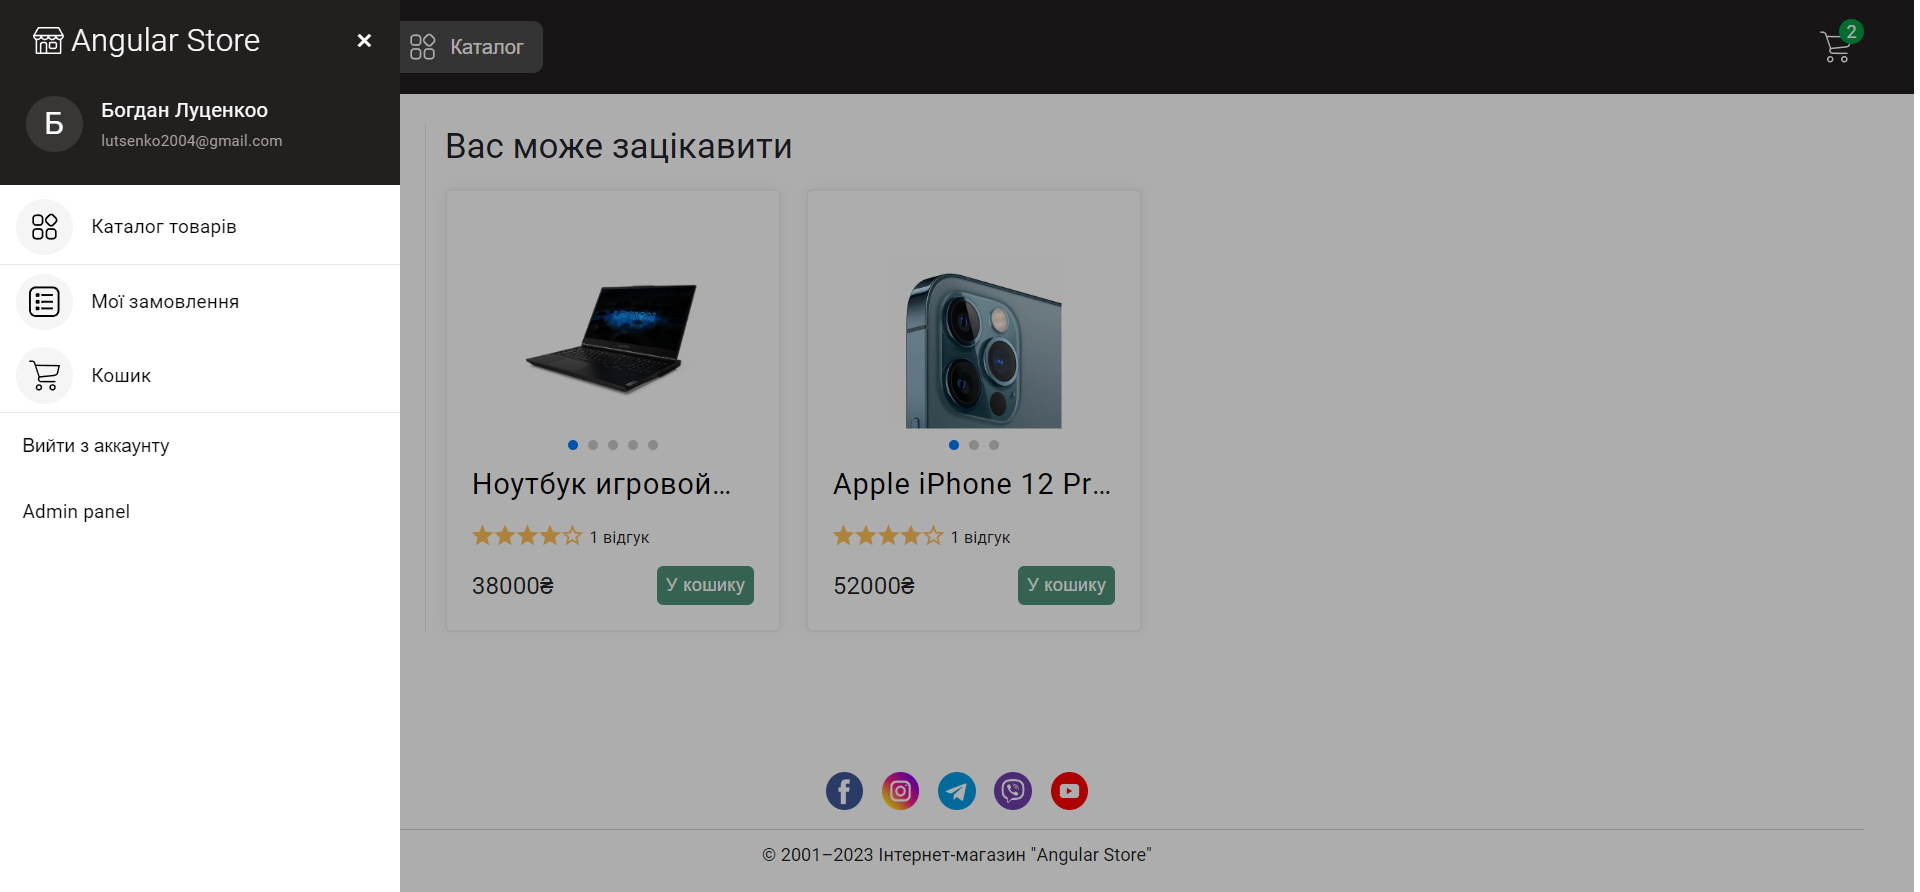 Angular Store
×
Б
Богдан Луценкоо
lutsenko2004@gmail.com
Каталог товарів
Мої замовлення
Кошик
Вийти з аккаунту
Admin panel
Каталог
2
Вас може зацікавити
LEGION
Ноутбук игровой...
1 відгук
38000₴
У кошику
Apple iPhone 12 Pr...
1 відгук
52000₴
У кошику
© 2001–2023 Інтернет-магазин "Angular Store"